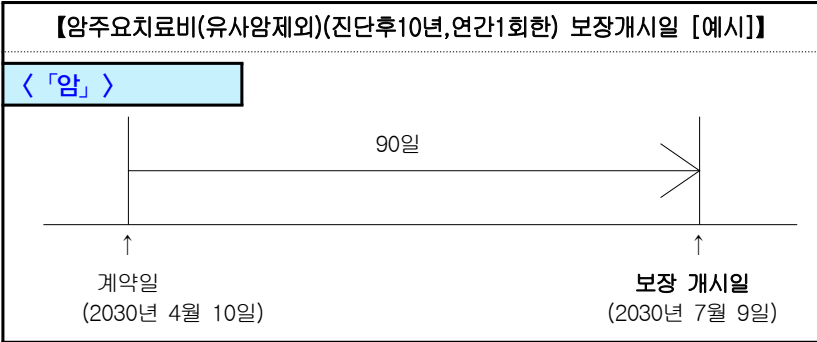 【암주요치료비(유사암제외)(진단후10년,연간1회한) 보장개시일 [예시]】
〈「암」〉
90일
↑ ↑
계약일 보장 개시일
(2030년 4월 10일) (2030년 7월 9일)